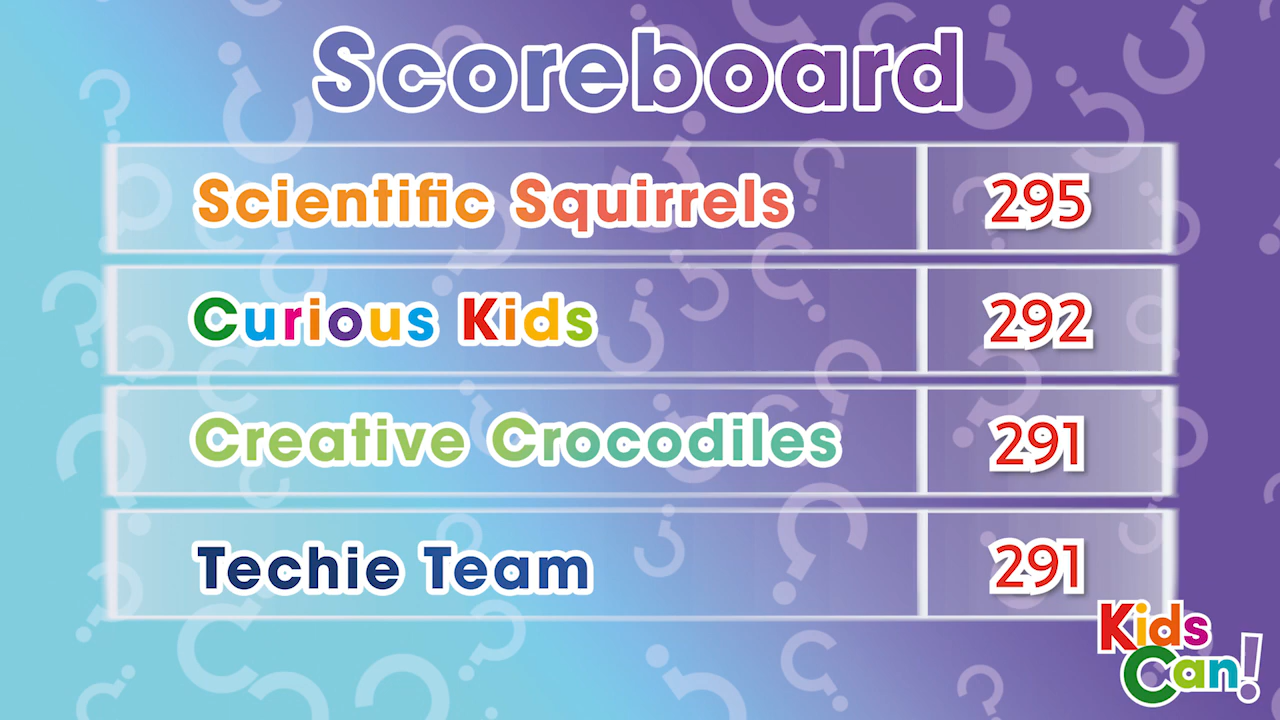 Scoreboard
Scientific Squirrels 295
Curious Kids 292
Creative Crocodiles 291
Techie Team 291
Kids
Can!